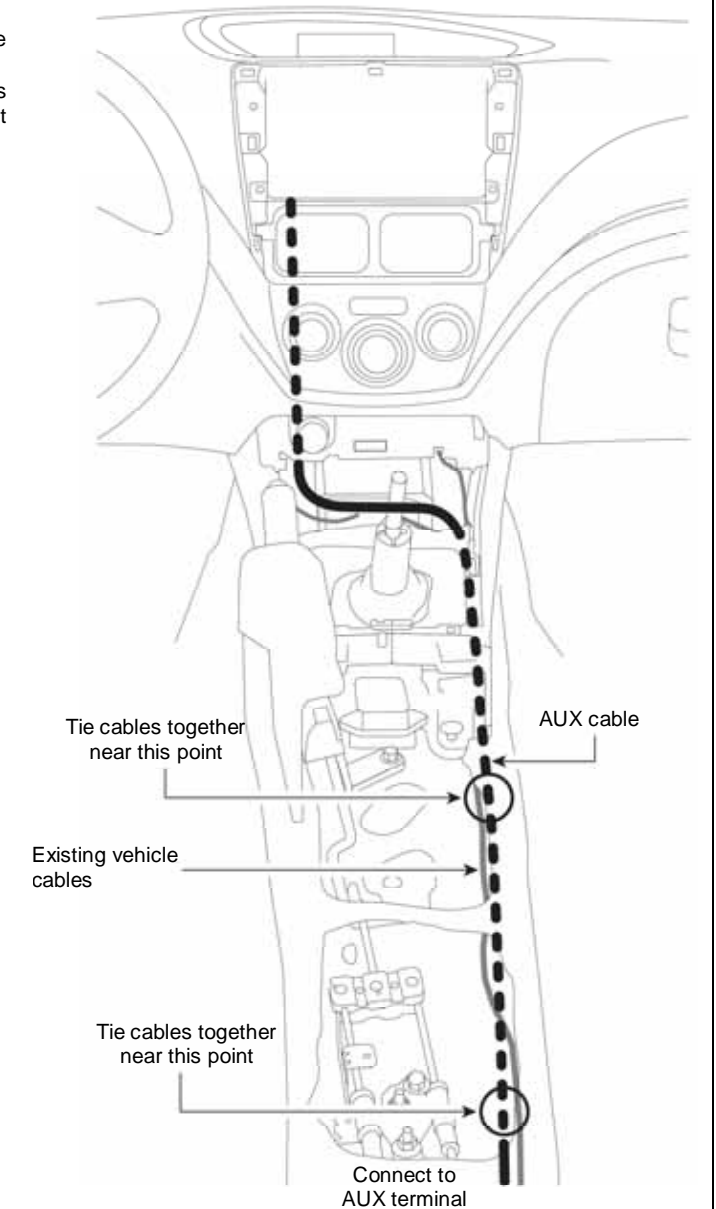 Tie cables together
near this point
AUX cable
Existing vehicle
cables
Tie cables together
near this point
Connect to
AUX terminal